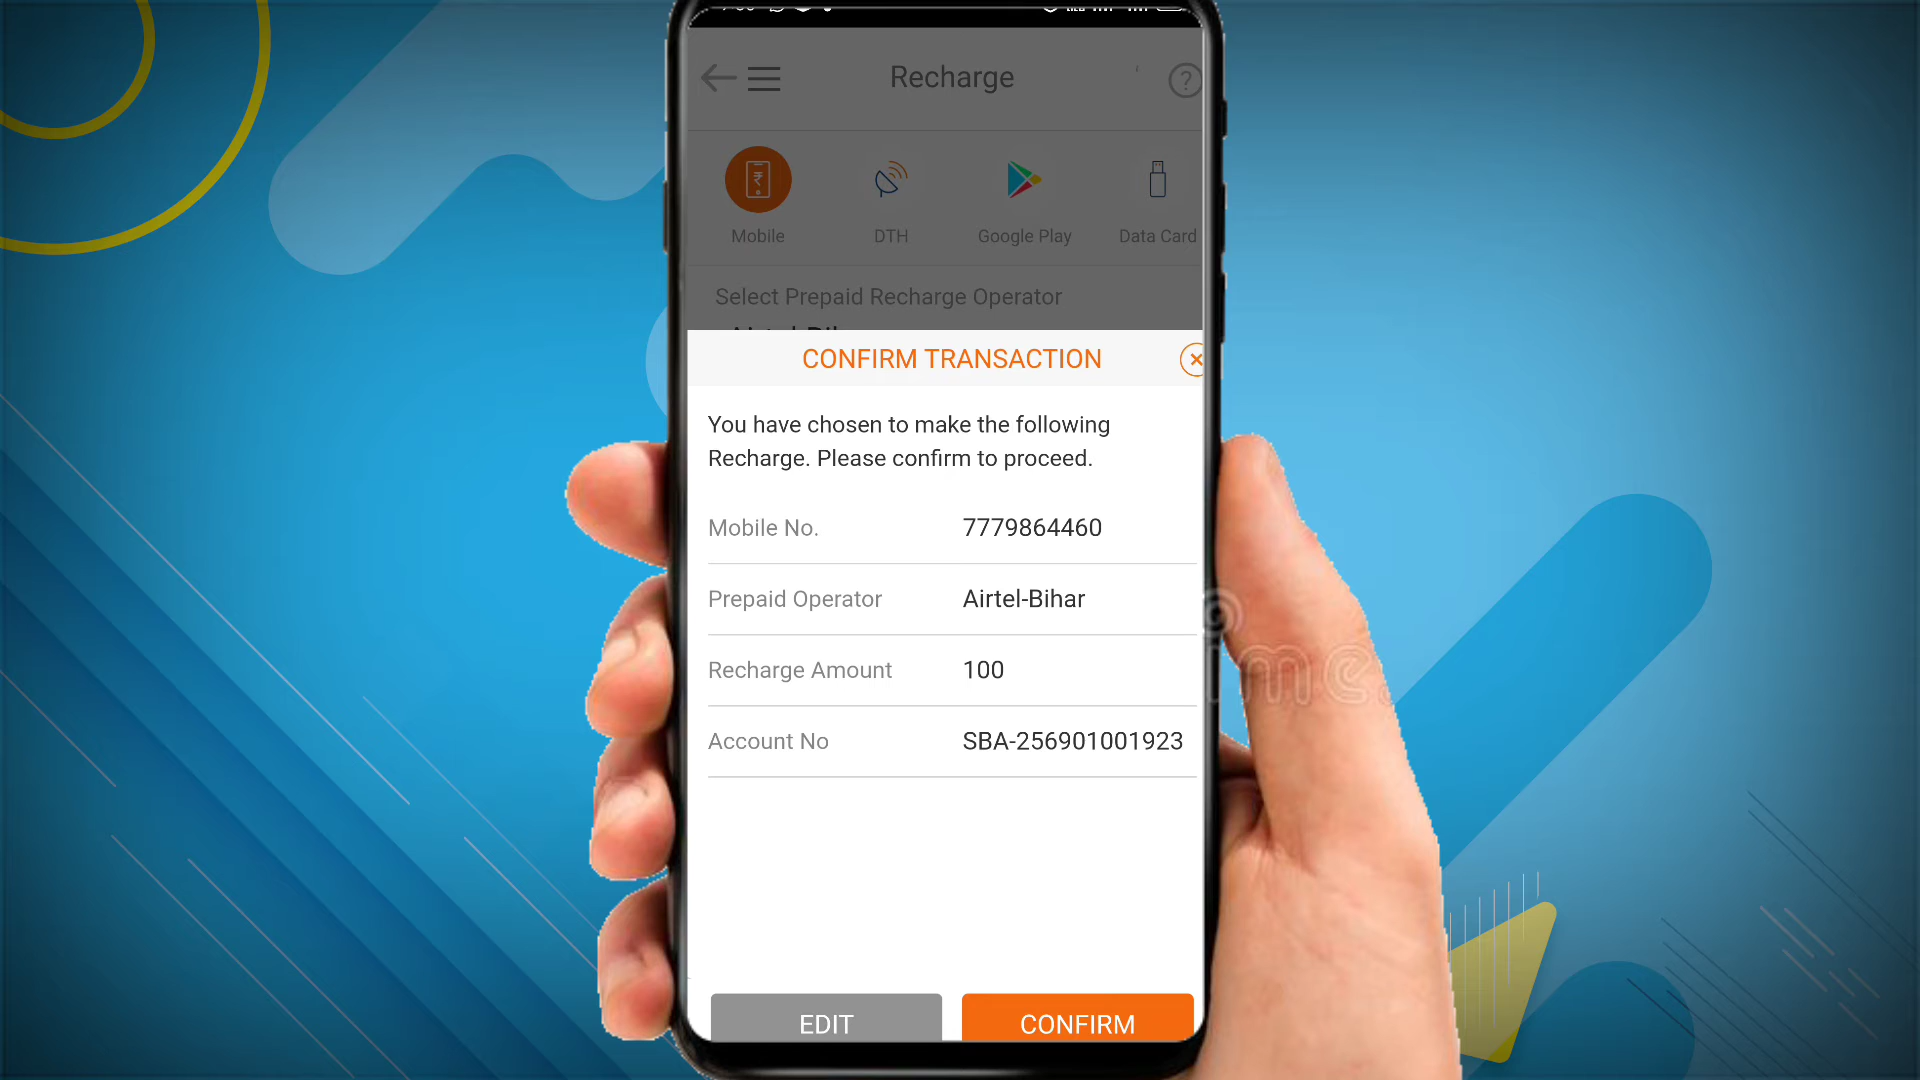 Recharge
?
Mobile DTH Google Play Data Card
Select Prepaid Recharge Operator
CONFIRM TRANSACTION
You have chosen to make the following
Recharge. Please confirm to proceed.
Mobile No. 7779864460
Prepaid Operator Airtel-Bihar
Recharge Amount 100
Account No SBA-256901001923
EDIT CONFIRM